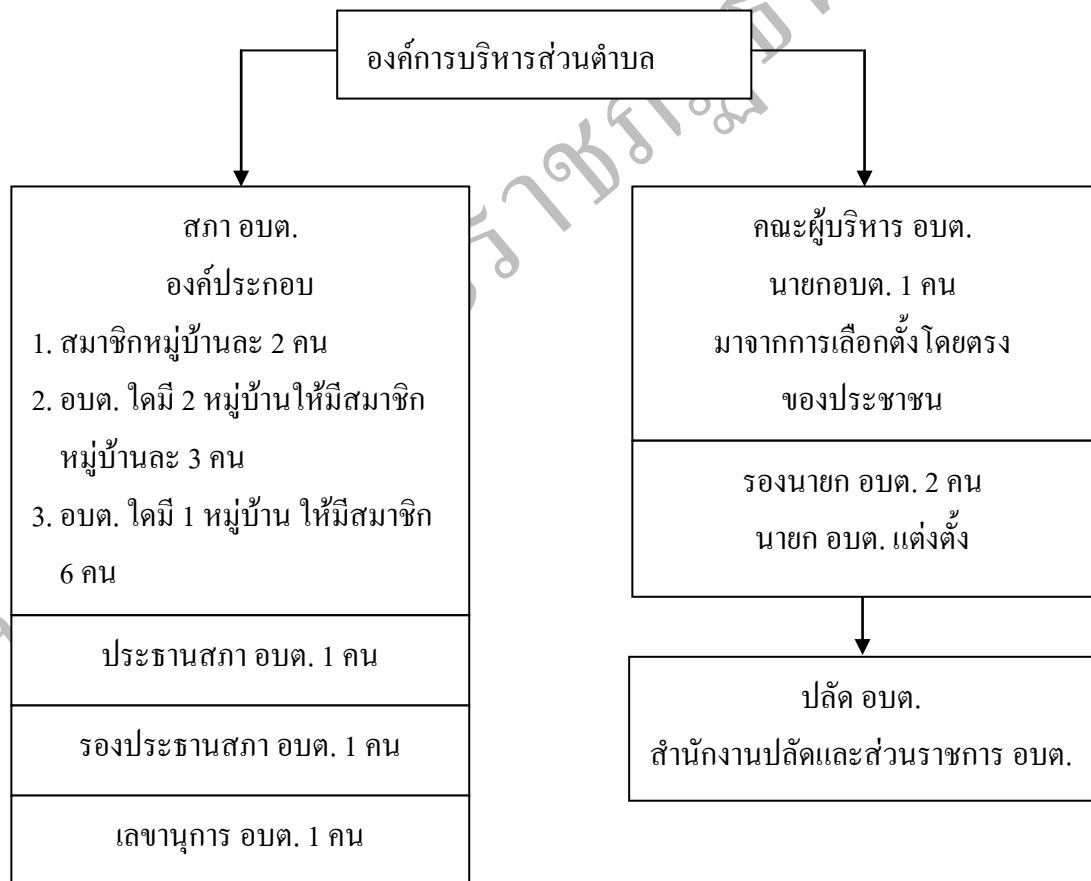 องค์การบริหารส่วนตำบล
สภา อบต.
องค์ประกอบ
1. สมาชิกหมู่บ้านละ 2 คน
2. อบต. ใดมี 2 หมู่บ้านให้มีสมาชิก
หมู่บ้านละ 3 คน
3. อบต. ใดมี 1 หมู่บ้าน ให้มีสมาชิก
6 คน
ประธานสภา อบต. 1 คน
รองประธานสภา อบต. 1 คน
เลขานุการ อบต. 1 คน
คณะผู้บริหาร อบต.
นายกอบต. 1 คน
มาจากการเลือกตั้งโดยตรง
ของประชาชน
รองนายก อบต. 2 คน
นายก อบต. แต่งตั้ง
ปลัด อบต.
สำนักงานปลัดและส่วนราชการ อบต.